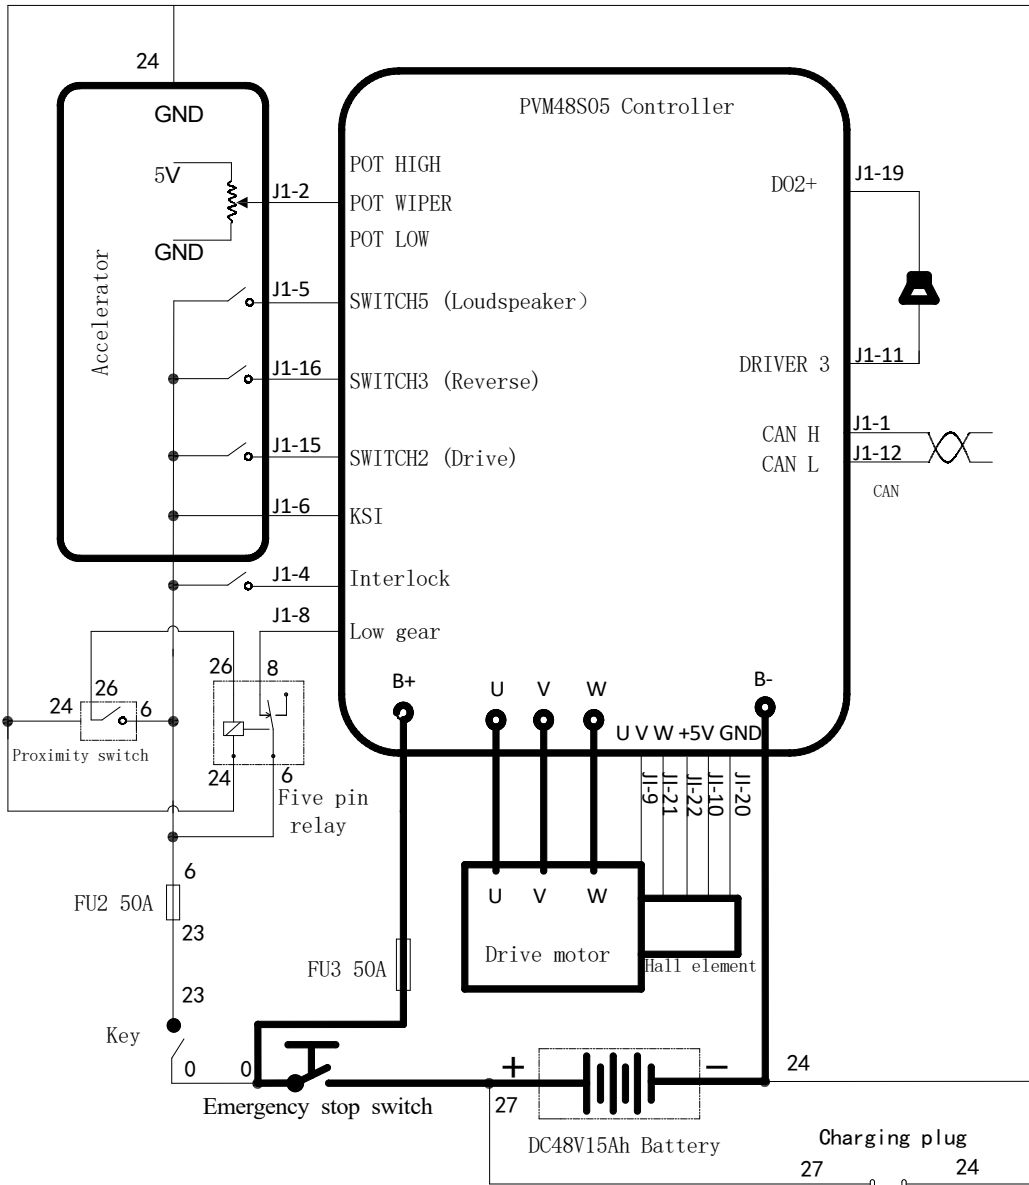 24
GND
5V
GND
Accelerator
J1-2
J1-5
J1-16
J1-15
J1-6
J1-4
J1-8
PVM48S05 Controller
POT HIGH
POT WIPER
POT LOW
SWITCH5 (Loudspeaker）
SWITCH3 (Reverse)
SWITCH2 (Drive)
KSI
Interlock
Low gear
DO2+
J1-19
DRIVER 3
J1-11
CAN H
J1-1
CAN L
J1-12
CAN
B+
U
V
W
B-
U V W +5V GND
JI-9
JI-21
JI-22
JI-10
JI-20
26
24
6
Proximity switch
26
8
24
6
Five pin
relay
6
FU2 50A
23
23
Key
0
0
FU3 50A
U
V
W
Drive motor
Hall element
Emergency stop switch
+
27
−
24
DC48V15Ah Battery
Charging plug
27
24